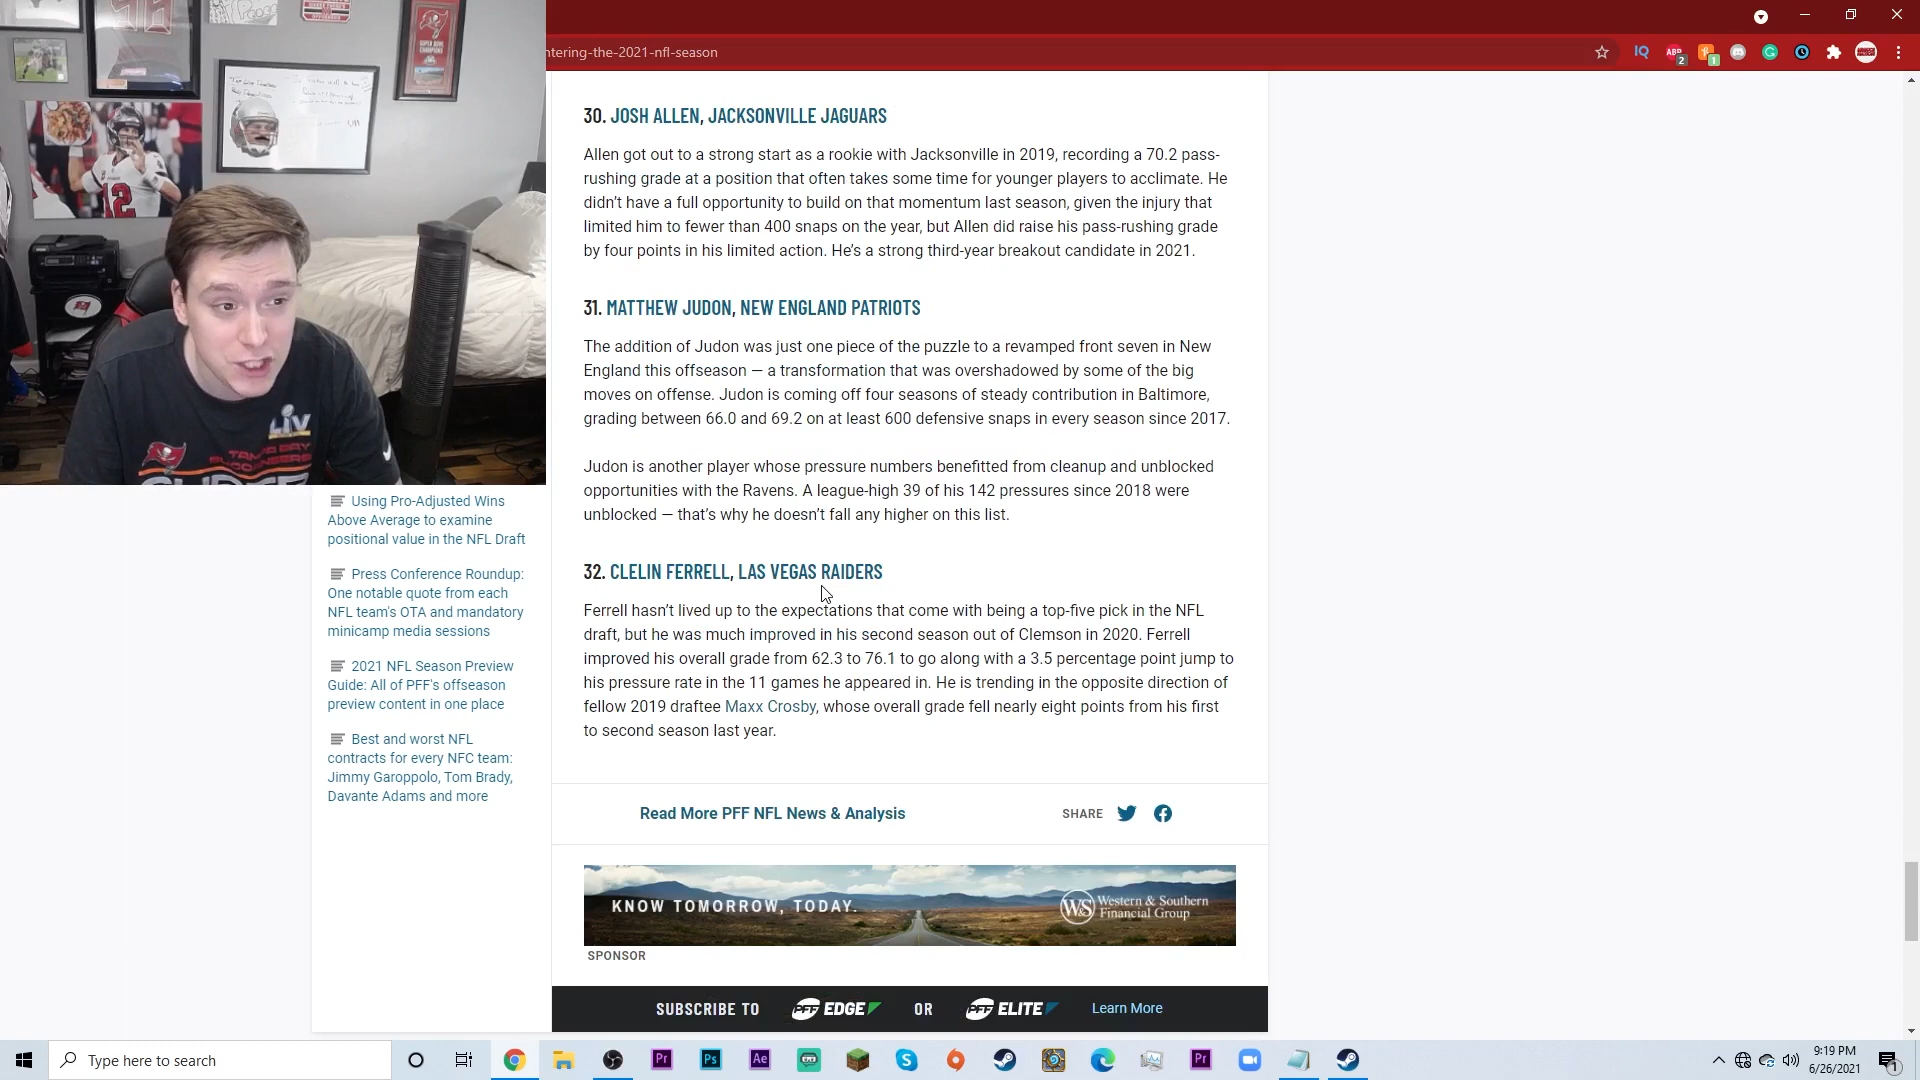 ntering-the-2021-nfl-season
30. JOSH ALLEN, JACKSONVILLE JAGUARS
Allen got out to a strong start as a rookie with Jacksonville in 2019, recording a 70.2 pass-
rushing grade at a position that often takes some time for younger players to acclimate. He
didn’t have a full opportunity to build on that momentum last season, given the injury that
limited him to fewer than 400 snaps on the year, but Allen did raise his pass-rushing grade
by four points in his limited action. He’s a strong third-year breakout candidate in 2021.
31. MATTHEW JUDON, NEW ENGLAND PATRIOTS
The addition of Judon was just one piece of the puzzle to a revamped front seven in New
England this offseason — a transformation that was overshadowed by some of the big
moves on offense. Judon is coming off four seasons of steady contribution in Baltimore,
grading between 66.0 and 69.2 on at least 600 defensive snaps in every season since 2017.
Judon is another player whose pressure numbers benefitted from cleanup and unblocked
opportunities with the Ravens. A league-high 39 of his 142 pressures since 2018 were
unblocked — that’s why he doesn’t fall any higher on this list.
32. CLELIN FERRELL, LAS VEGAS RAIDERS
Ferrell hasn’t lived up to the expectations that come with being a top-five pick in the NFL
draft, but he was much improved in his second season out of Clemson in 2020. Ferrell
improved his overall grade from 62.3 to 76.1 to go along with a 3.5 percentage point jump to
his pressure rate in the 11 games he appeared in. He is trending in the opposite direction of
fellow 2019 draftee Maxx Crosby, whose overall grade fell nearly eight points from his first
to second season last year.
Using Pro-Adjusted Wins
Above Average to examine
positional value in the NFL Draft
Press Conference Roundup:
One notable quote from each
NFL team's OTA and mandatory
minicamp media sessions
2021 NFL Season Preview
Guide: All of PFF's offseason
preview content in one place
Best and worst NFL
contracts for every NFC team:
Jimmy Garoppolo, Tom Brady,
Davante Adams and more
Read More PFF NFL News & Analysis
SHARE
KNOW TOMORROW, TODAY.
W&S Western & Southern
Financial Group
SPONSOR
SUBSCRIBE TO PFF EDGE OR PFF ELITE Learn More
SUPER BOWL
CHAMPIONS
12
LIV
TAMPA BAY
BUCCANEERS
IQ
ABP
2
1
Type here to search
Pr
Ps
Ae
Pr
9:19 PM
6/26/2021
1